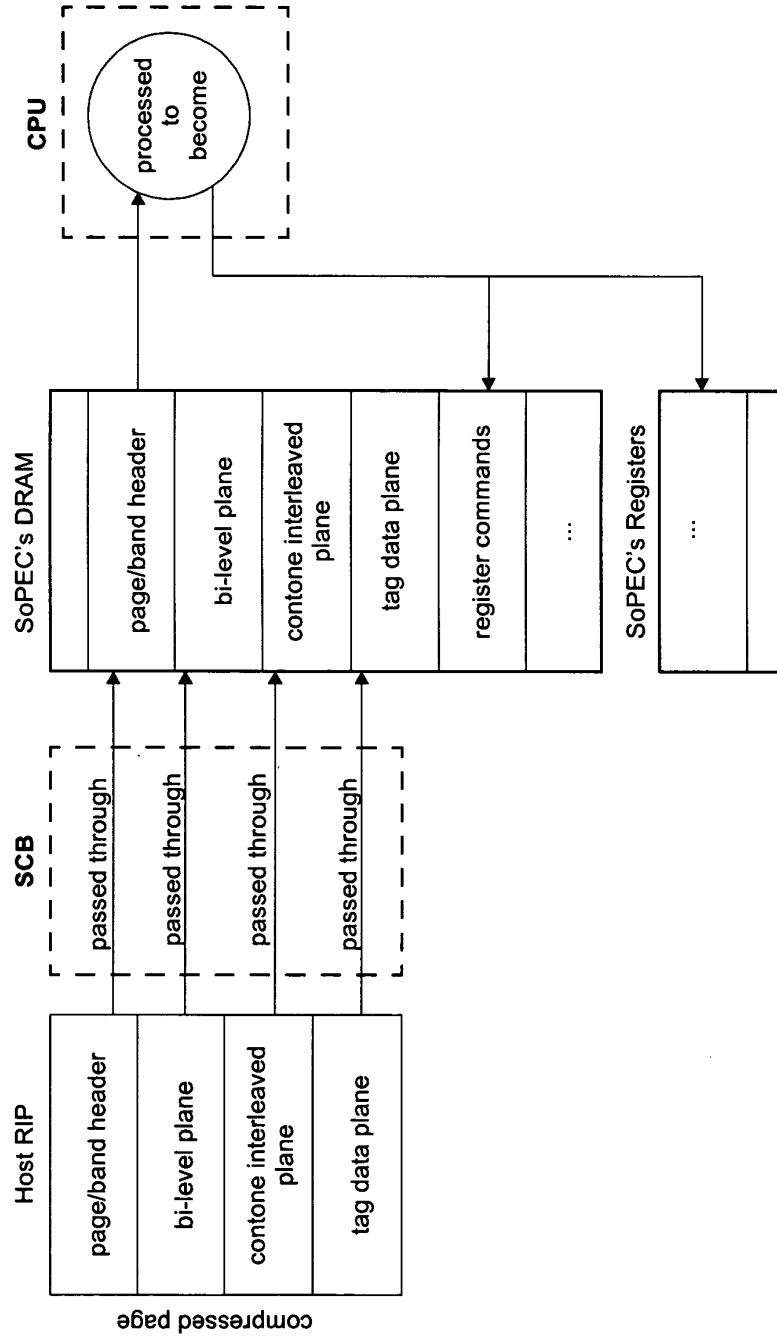 Host RIP
compressed page
page/band header
bi-level plane
contone interleaved
plane
tag data plane
SCB
passed through
passed through
passed through
passed through
SoPEC's DRAM
page/band header
bi-level plane
contone interleaved
plane
tag data plane
register commands
...
CPU
processed
to
become
SoPEC's Registers
...